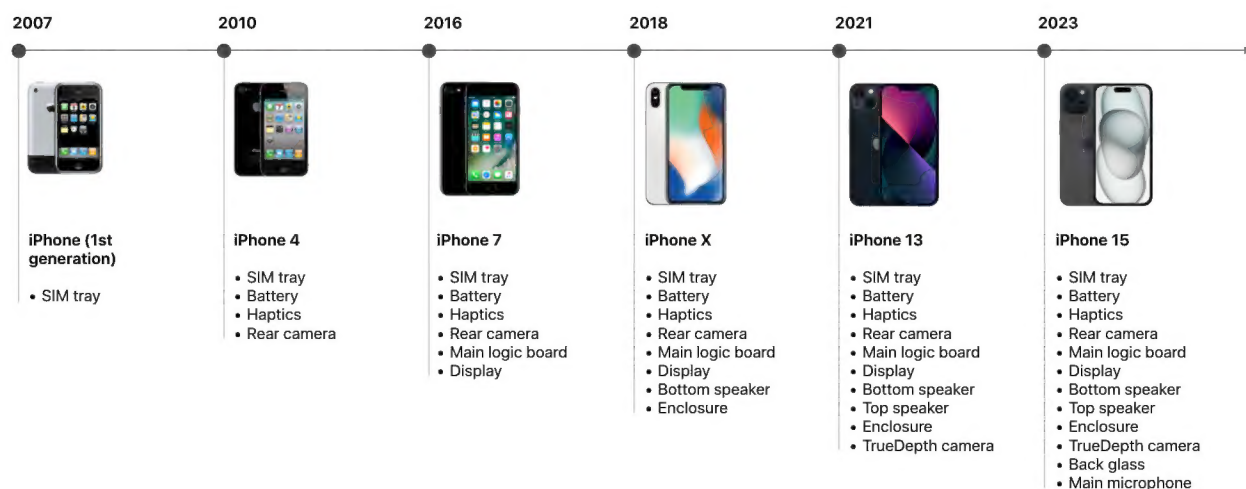 2007
2010
2016
2018
2021
2023
iPhone (1st
generation)
• SIM tray
iPhone 4
• SIM tray
• Battery
• Haptics
• Rear camera
iPhone 7
• SIM tray
• Battery
• Haptics
• Rear camera
• Main logic board
• Display
iPhone X
• SIM tray
• Battery
• Haptics
• Rear camera
• Main logic board
• Display
• Bottom speaker
• Enclosure
iPhone 13
• SIM tray
• Battery
• Haptics
• Rear camera
• Main logic board
• Display
• Bottom speaker
• Top speaker
• Enclosure
• TrueDepth camera
iPhone 15
• SIM tray
• Battery
• Haptics
• Rear camera
• Main logic board
• Display
• Bottom speaker
• Top speaker
• Enclosure
• TrueDepth camera
• Back glass
• Main microphone